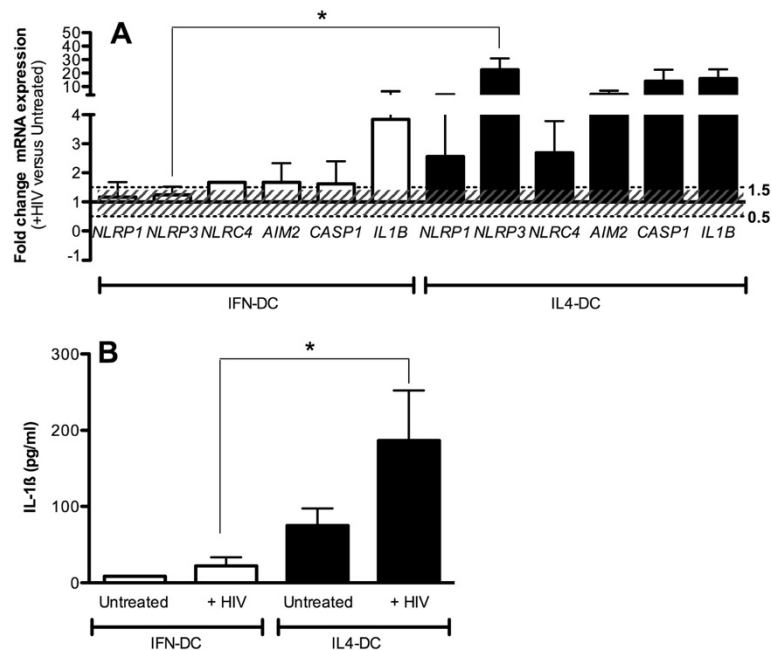 A
*
Fold change mRNA expression
(+HIV versus Untreated)
50
40
30
20
10
4
3
2
1
0
-1
1.5
0.5
NLRP1 NLRP3 NLRC4 AIM2 CASP1 IL1B NLRP1 NLRP3 NLRC4 AIM2 CASP1 IL1B
IFN-DC IL4-DC
B
*
IL-1ß (pg/ml)
300
200
100
0
Untreated + HIV Untreated + HIV
IFN-DC IL4-DC